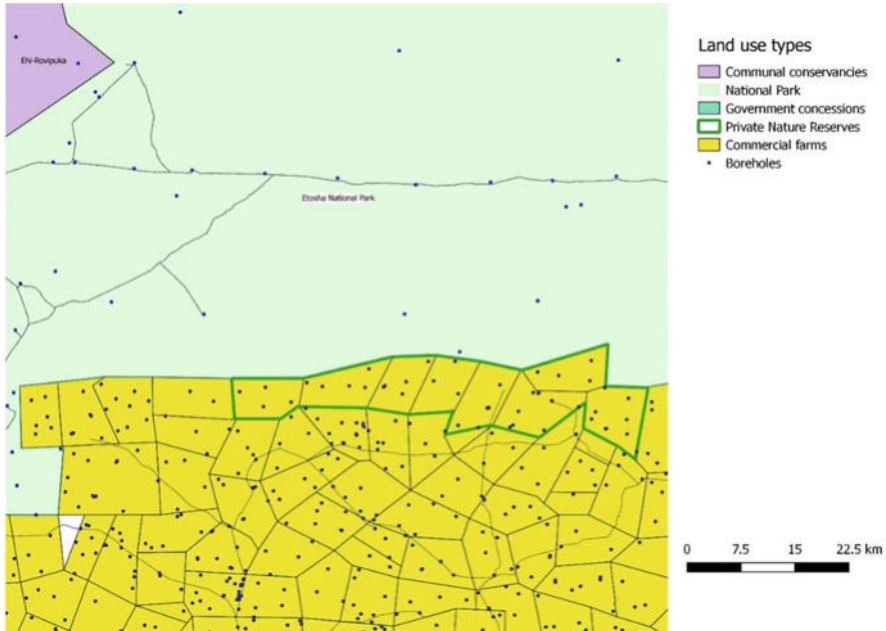 Ehi-Rovipuka
Etosha National Park
Land use types
Communal conservancies
National Park
Government concessions
Private Nature Reserves
Commercial farms
Boreholes
0 7.5 15 22.5 km